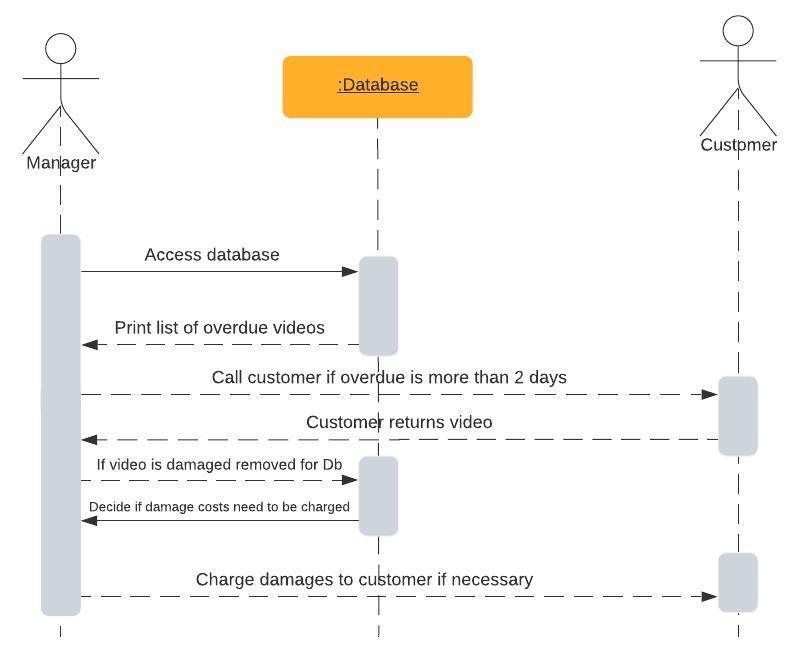 :Database
Customer
Manager
Access database
Print list of overdue videos
Call customer if overdue is more than 2 days
Customer returns video
If video is damaged removed for Db
Decide if damage costs need to be charged
Charge damages to customer if necessary